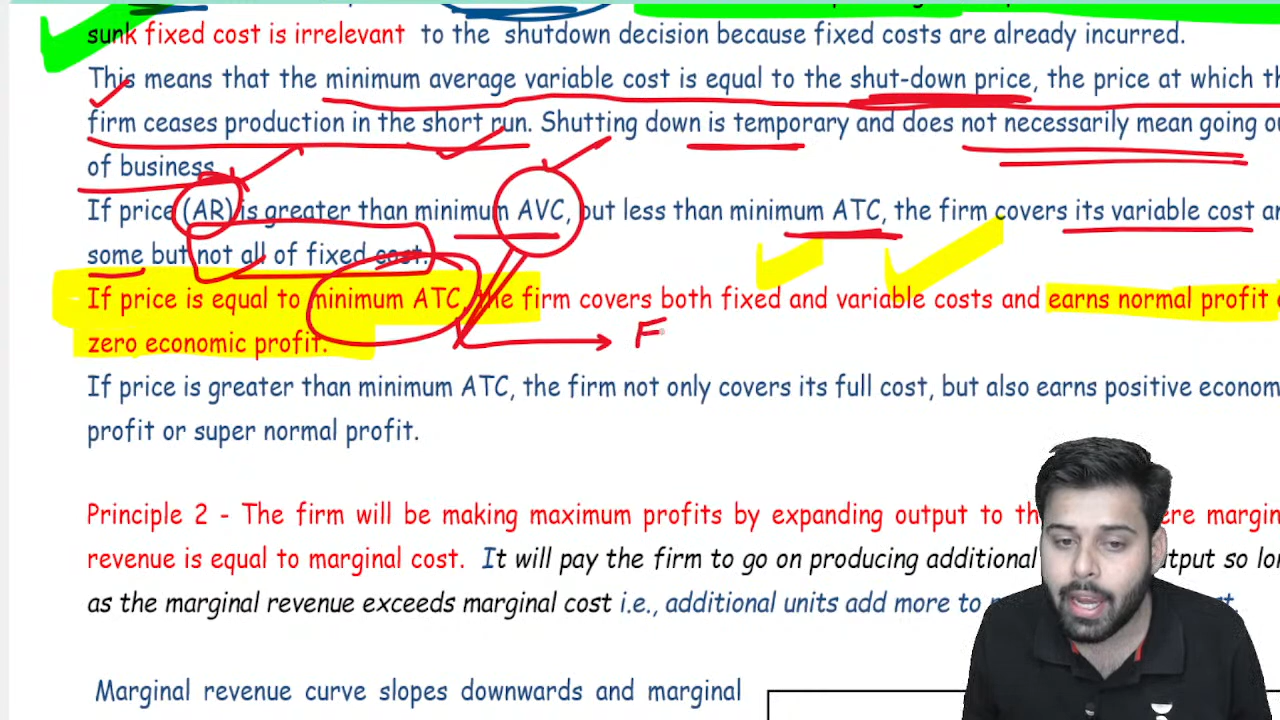 sunk fixed cost is irrelevant to the shutdown decision because fixed costs are already incurred.
This means that the minimum average variable cost is equal to the shut-down price, the price at which th
firm ceases production in the short run. Shutting down is temporary and does not necessarily mean going ou
of business
If price (AR) is greater than minimum AVC, but less than minimum ATC, the firm covers its variable cost an
some but not all of fixed cost.
If price is equal to minimum ATC, the firm covers both fixed and variable costs and earns normal profit o
zero economic profit.
F
If price is greater than minimum ATC, the firm not only covers its full cost, but also earns positive econom
profit or super normal profit.
Principle 2 - The firm will be making maximum profits by expanding output to th ere margin
revenue is equal to marginal cost. It will pay the firm to go on producing additional utput so lon
as the marginal revenue exceeds marginal cost i.e., additional units add more to
Marginal revenue curve slopes downwards and marginal